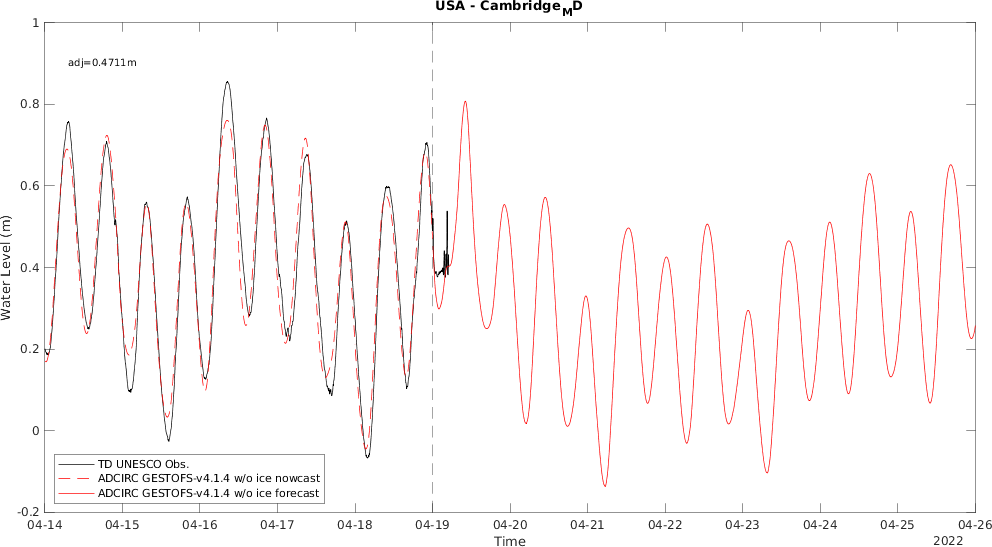 USA - Cambridge_MD
adj=0.4711m
1
0.8
0.6
0.4
0.2
0
-0.2
Water Level (m)
TD UNESCO Obs.
ADCIRC GESTOFS-v4.1.4 w/o ice nowcast
ADCIRC GESTOFS-v4.1.4 w/o ice forecast
04-14 04-15 04-16 04-17 04-18 04-19 04-20 04-21 04-22 04-23 04-24 04-25 04-26
Time
2022